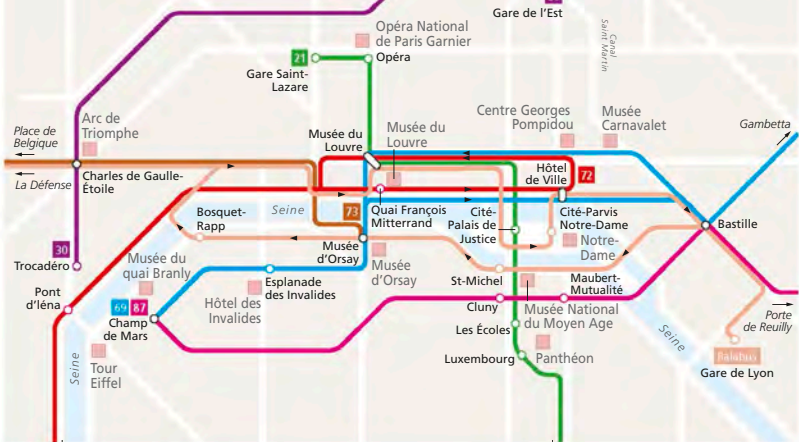 Gare de l'Est
Canal
Saint Martin
Opéra National
de Paris Garnier
21
Opéra
Gare Saint-
Lazare
Place de
Belgique
Arc de
Triomphe
Musée du
Louvre
Musée du
Louvre
Centre Georges
Pompidou
Musée
Carnavalet
Gambetta
La Défense
Charles de Gaulle-
Étoile
Hôtel
de Ville
72
Bosquet-
Rapp
Seine
73
Quai François
Mitterrand
Cité-
Palais de
Justice
Cité-Parvis
Notre-Dame
Bastille
30
Trocadéro
Musée du
quai Branly
Musée
d'Orsay
Musée
d'Orsay
Notre-
Dame
Pont
d'Iéna
69
87
Champ
de Mars
Esplanade
des Invalides
Hôtel des
Invalides
St-Michel
Cluny
Maubert-
Mutualité
Musée National
du Moyen Age
Porte
de Reuilly
Les Écoles
Seine
Tour
Eiffel
Seine
Luxembourg
Panthéon
Balabus
Gare de Lyon